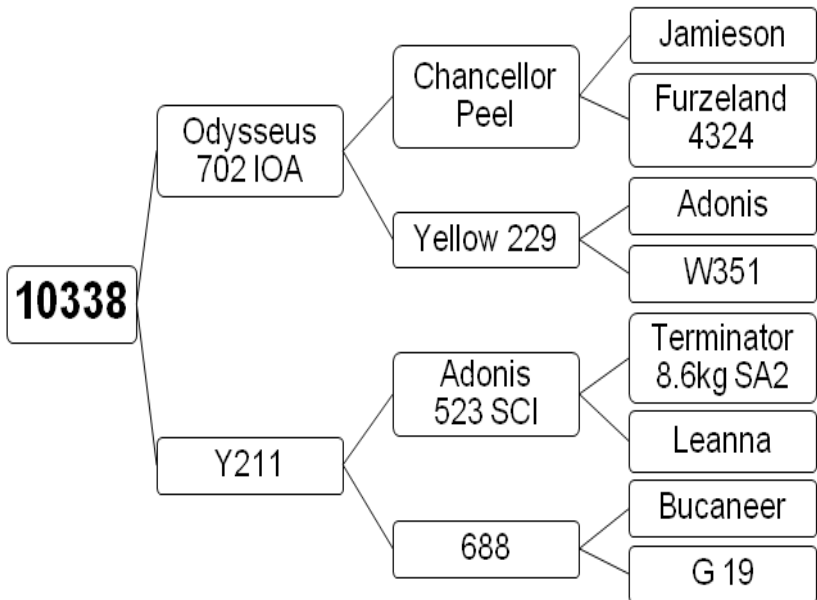 Jamieson
Chancellor
Peel
Furzeland
4324
Odysseus
702 IOA
Adonis
Yellow 229
W351
10338
Terminator
8.6kg SA2
Adonis
523 SCI
Leanna
Y211
Bucaneer
688
G 19